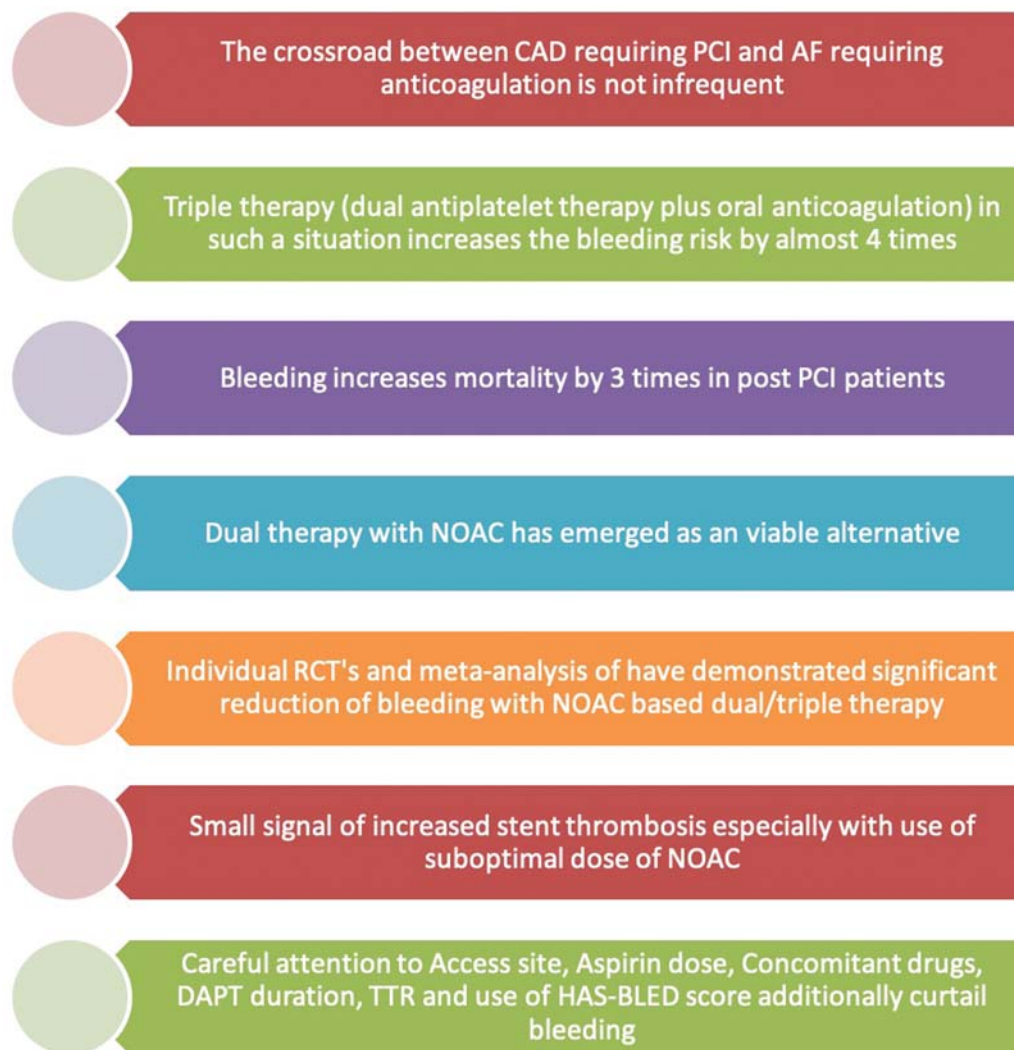 The crossroad between CAD requiring PCI and AF requiring
anticoagulation is not infrequent
Triple therapy (dual antiplatelet therapy plus oral anticoagulation) in
such a situation increases the bleeding risk by almost 4 times
Bleeding increases mortality by 3 times in post PCI patients
Dual therapy with NOAC has emerged as an viable alternative
Individual RCT's and meta-analysis of have demonstrated significant
reduction of bleeding with NOAC based dual/triple therapy
Small signal of increased stent thrombosis especially with use of
suboptimal dose of NOAC
Careful attention to Access site, Aspirin dose, Concomitant drugs,
DAPT duration, TTR and use of HAS-BLED score additionally curtail
bleeding